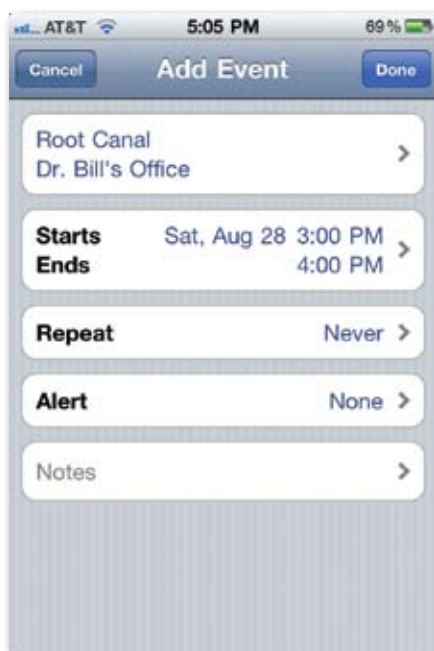 AT&T 5:05 PM 69%
Cancel Add Event Done
Root Canal
Dr. Bill's Office
Starts Sat, Aug 28 3:00 PM
Ends 4:00 PM
Repeat Never
Alert None
Notes